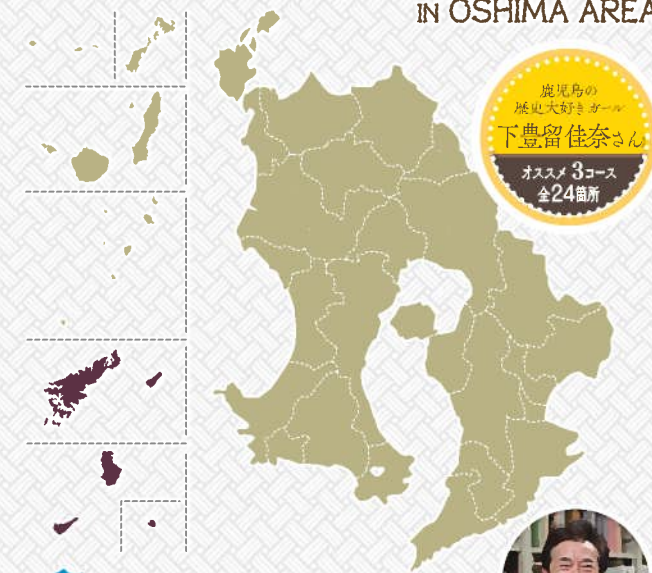 IN OSHIMA AREA
鹿児島の
歴史大好きガール
下豊留佳奈さん
オススメ 3コース
全24箇所